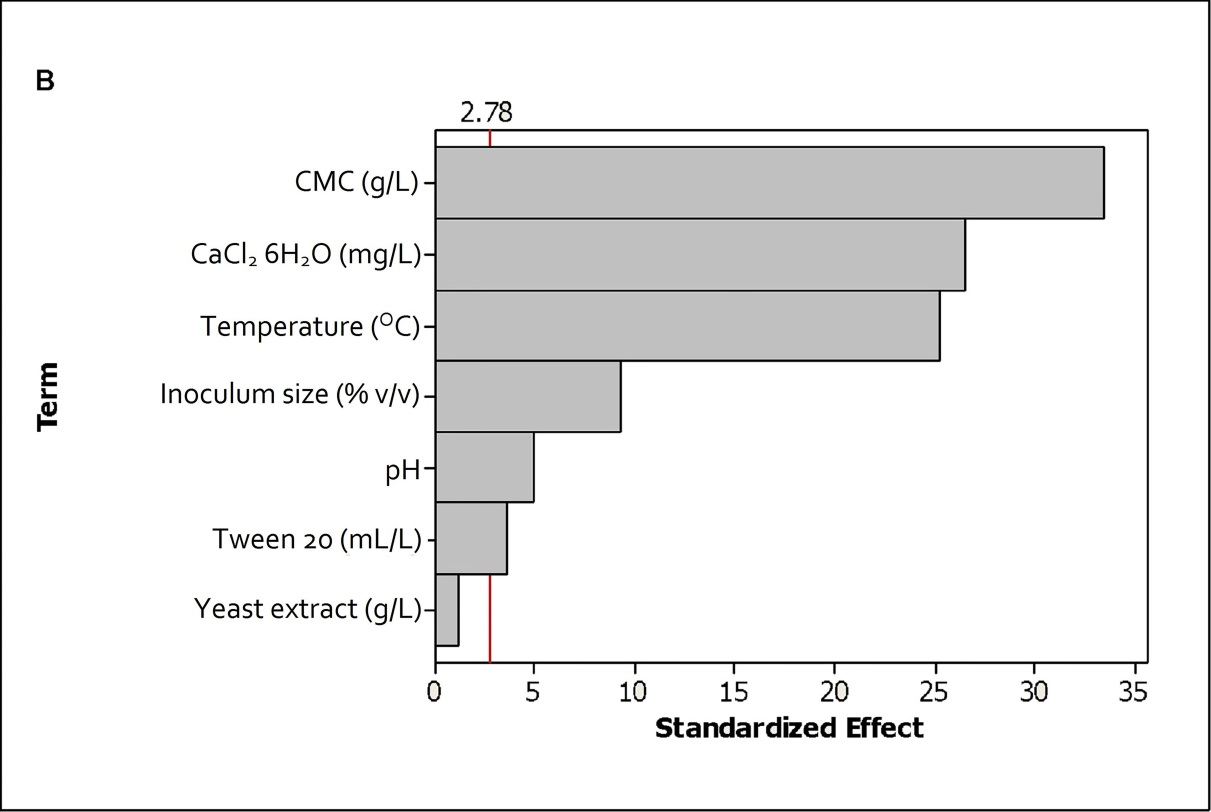 B
2.78
CMC (g/L)
CaCl₂ 6H₂O (mg/L)
Temperature (⁰C)
Inoculum size (% v/v)
pH
Tween 20 (mL/L)
Yeast extract (g/L)
Term
0 5 10 15 20 25 30 35
Standardized Effect